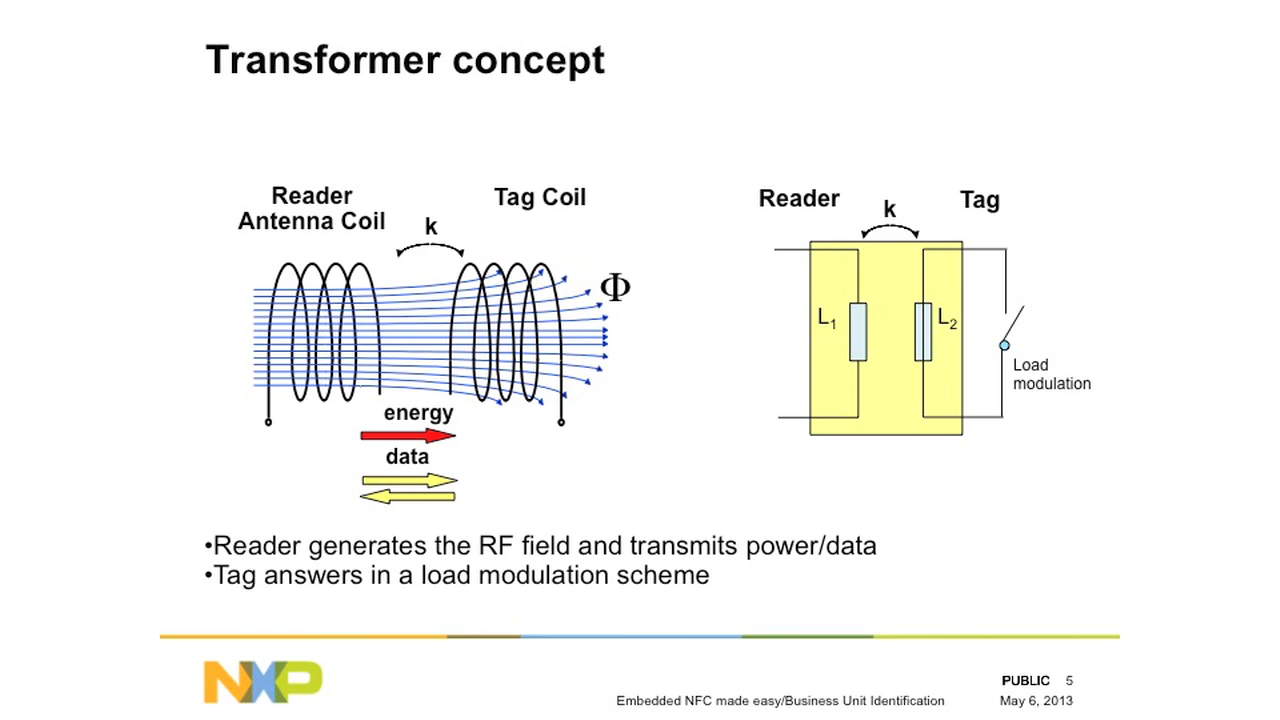 Transformer concept
Reader
Antenna Coil
k
Tag Coil
Φ
energy
data
Reader
k
Tag
L1
L2
Load
modulation
•Reader generates the RF field and transmits power/data
•Tag answers in a load modulation scheme
NXP
PUBLIC 5
Embedded NFC made easy/Business Unit Identification
May 6, 2013